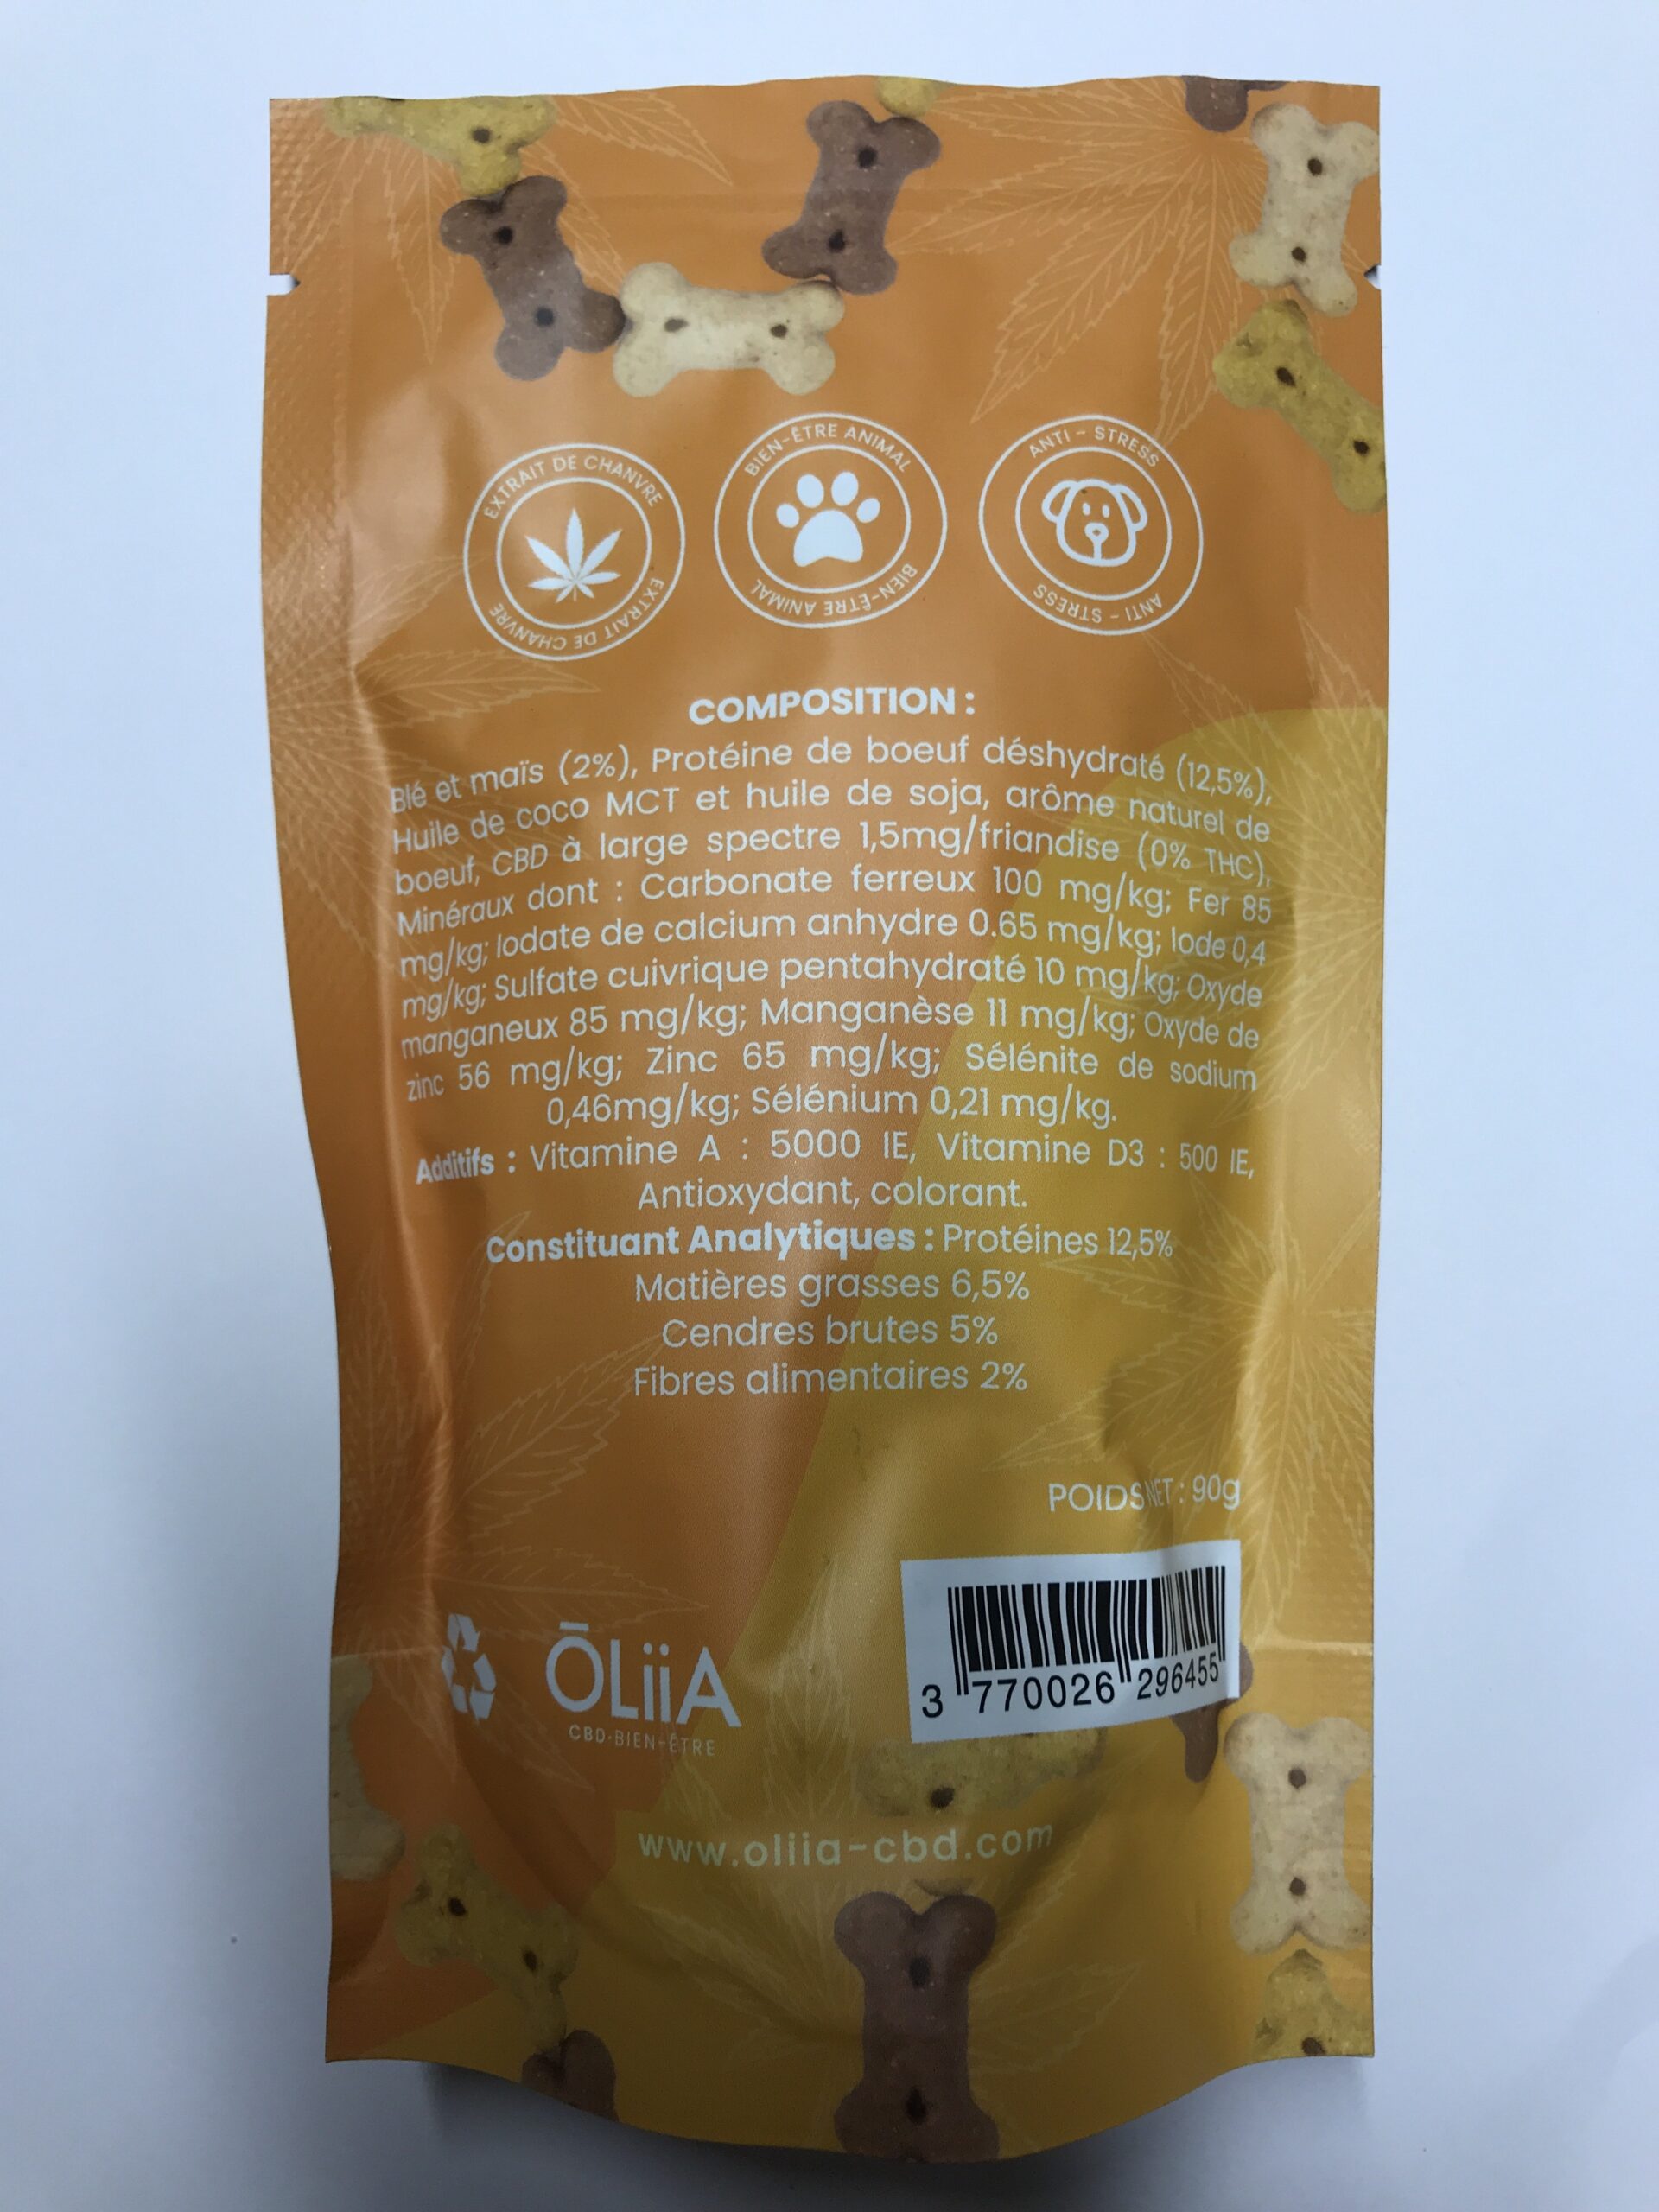 EXTRAIT DE CHANVRE
EXTRAIT DE CHANVRE
BIEN-ÊTRE ANIMAL
BIEN-ÊTRE ANIMAL
ANTI - STRESS
ANTI - STRESS
COMPOSITION :
Blé et maïs (2%), Protéine de boeuf déshydraté (12,5%),
Huile de coco MCT et huile de soja, arôme naturel de
boeuf, CBD à large spectre 1,5mg/friandise (0% THC),
Minéraux dont : Carbonate ferreux 100 mg/kg; Fer 85
mg/kg; Iodate de calcium anhydre 0.65 mg/kg; Iode 0,4
mg/kg; Sulfate cuivrique pentahydraté 10 mg/kg; Oxyde
manganeux 85 mg/kg; Manganèse 11 mg/kg; Oxyde de
zinc 56 mg/kg; Zinc 65 mg/kg; Sélénite de sodium
0,46mg/kg; Sélénium 0,21 mg/kg.
Additifs : Vitamine A : 5000 IE, Vitamine D3 : 500 IE,
Antioxydant, colorant.
Constituant Analytiques : Protéines 12,5%
Matières grasses 6,5%
Cendres brutes 5%
Fibres alimentaires 2%
POIDS NET : 90g
3 770026 296455
ŌLiiA
CBD-BIEN-ÊTRE
www.oliia-cbd.com